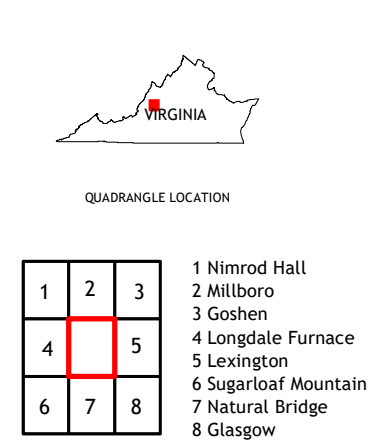 VIRGINIA
QUADRANGLE LOCATION
1 2 3
4 5
6 7 8
1 Nimrod Hall
2 Millboro
3 Goshen
4 Longdale Furnace
5 Lexington
6 Sugarloaf Mountain
7 Natural Bridge
8 Glasgow